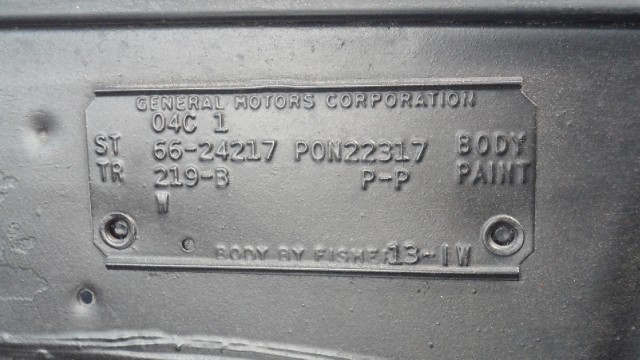 GENERAL MOTORS CORPORATION
04C 1
ST 66-24217 PON22317 BODY
TR 219-B P-P PAINT
W
BODY BY FISHER 13-1W